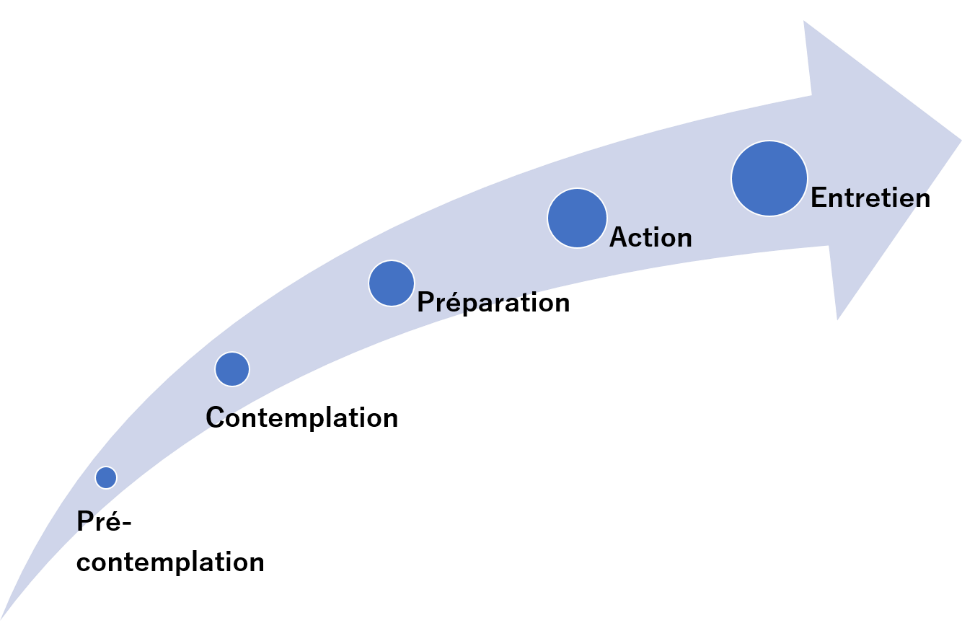 Entretien
Action
Préparation
Contemplation
Pré-
contemplation